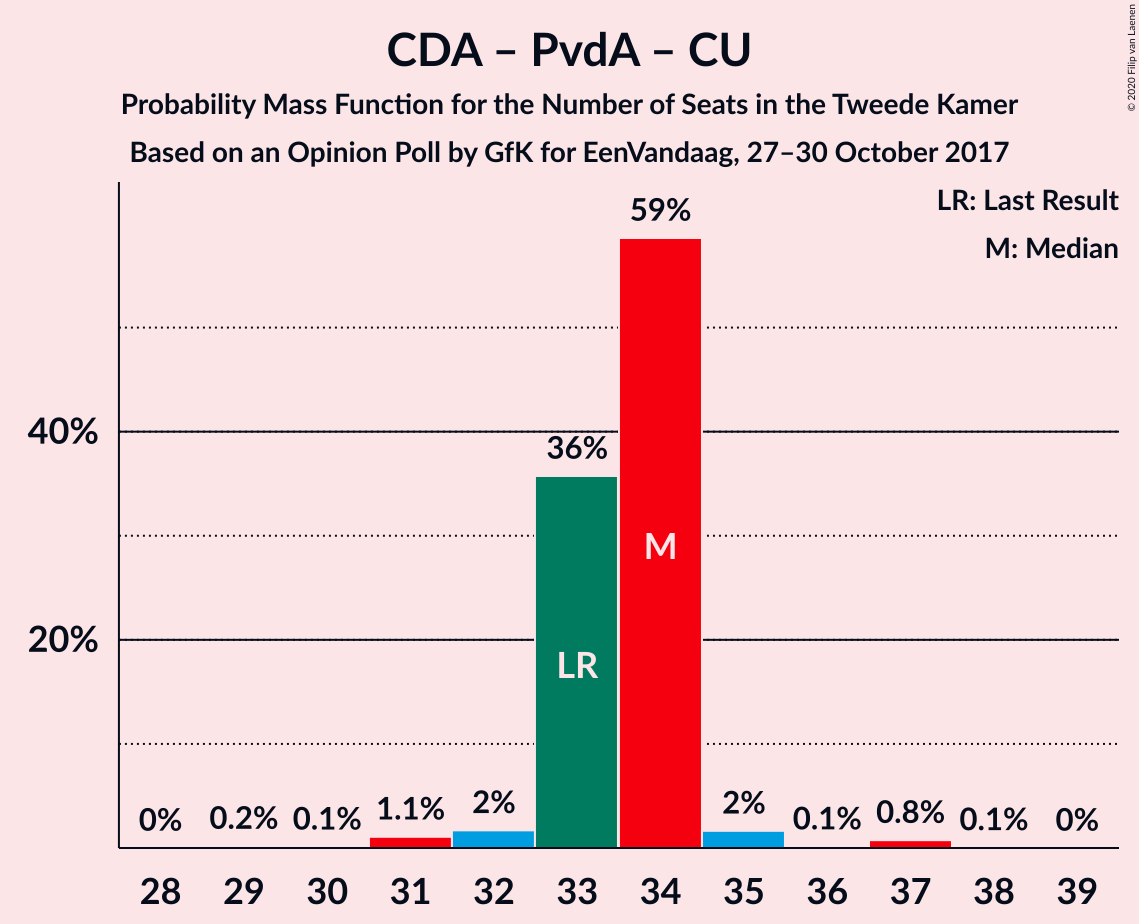 CDA – PvdA – CU
Probability Mass Function for the Number of Seats in the Tweede Kamer
Based on an Opinion Poll by GfK for EenVandaag, 27–30 October 2017
© 2020 Filip van Laenen
LR: Last Result
M: Median
59%
40%
36%
M
20%
LR
0% 0.2% 0.1% 1.1% 2% 2% 0.1% 0.8% 0.1% 0%
28 29 30 31 32 33 34 35 36 37 38 39